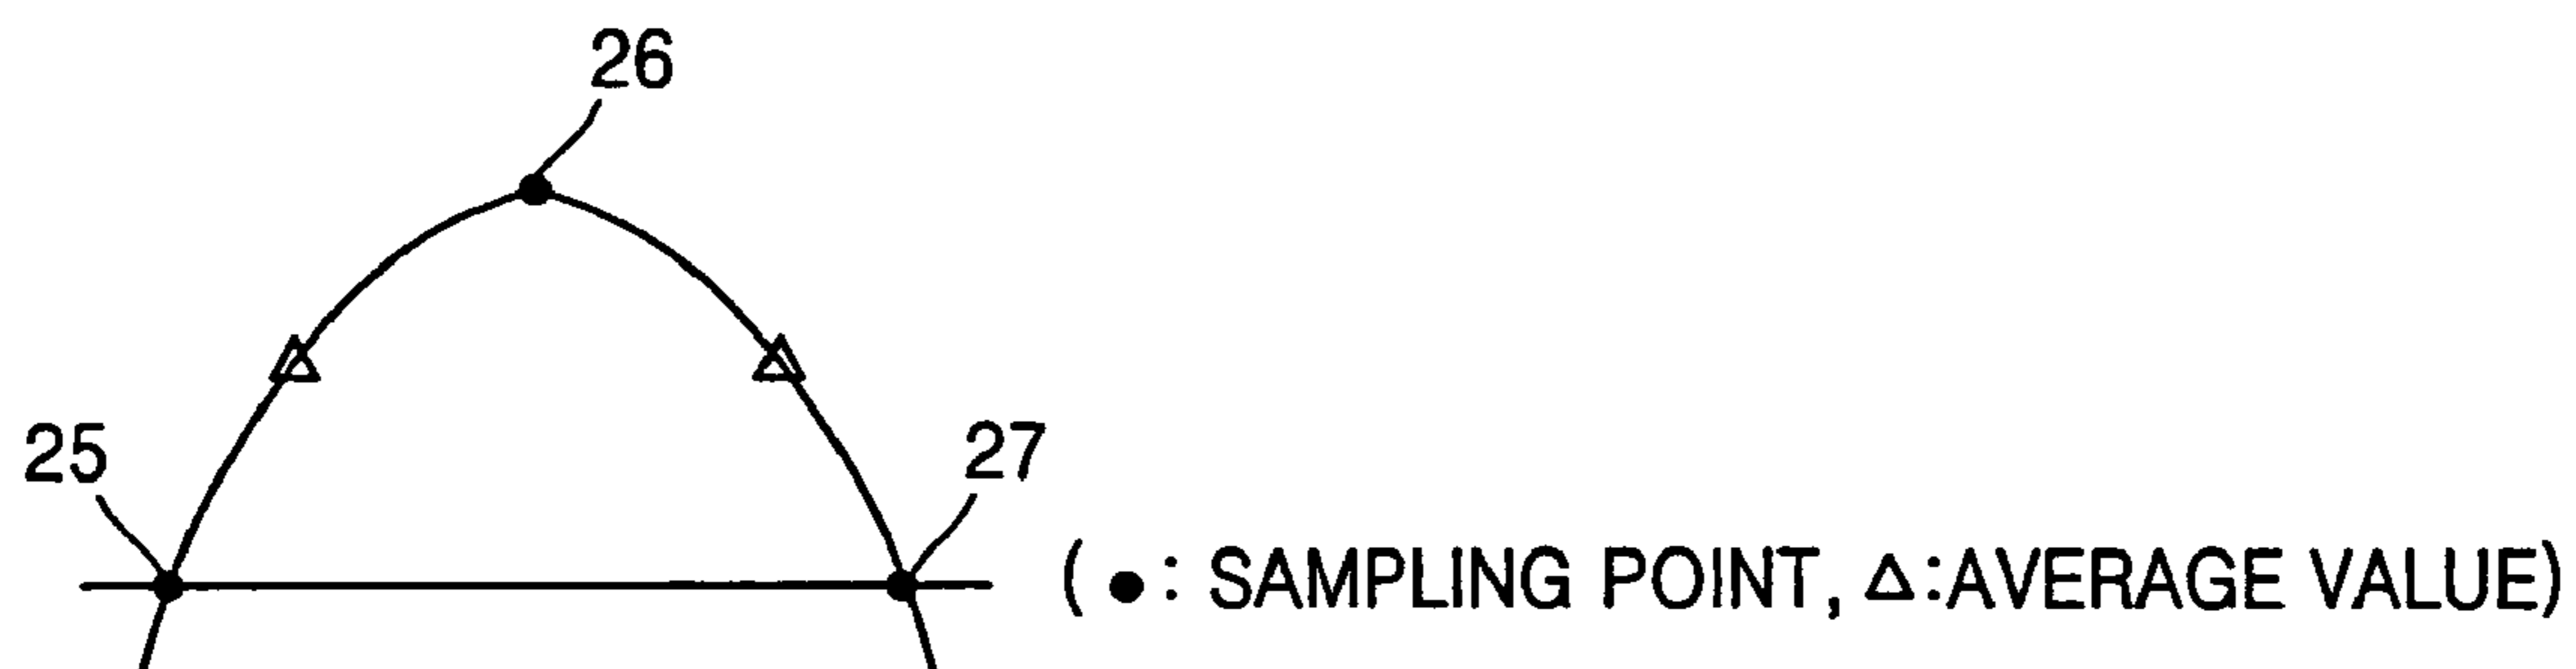 26
25
27
( ●: SAMPLING POINT, △:AVERAGE VALUE)